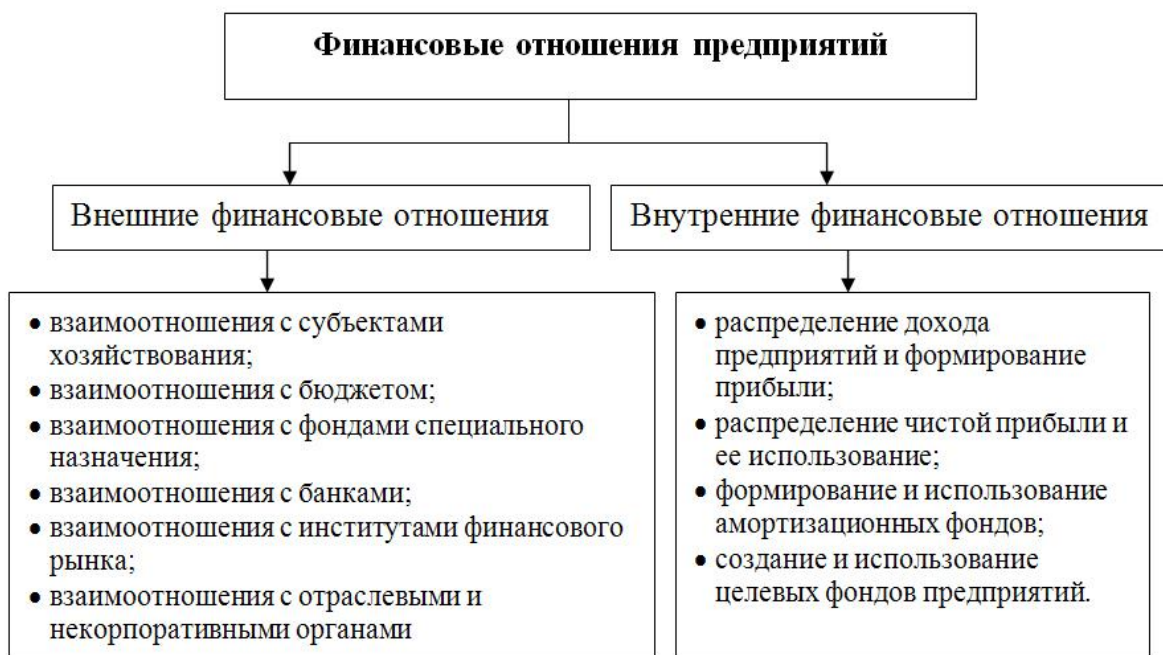 Финансовые отношения предприятий
Внешние финансовые отношения
Внутренние финансовые отношения
• взаимоотношения с субъектами
хозяйствования;
• взаимоотношения с бюджетом;
• взаимоотношения с фондами специального
назначения;
• взаимоотношения с банками;
• взаимоотношения с институтами финансового
рынка;
• взаимоотношения с отраслевыми и
некорпоративными органами
• распределение дохода
предприятий и формирование
прибыли;
• распределение чистой прибыли и
ее использование;
• формирование и использование
амортизационных фондов;
• создание и использование
целевых фондов предприятий.